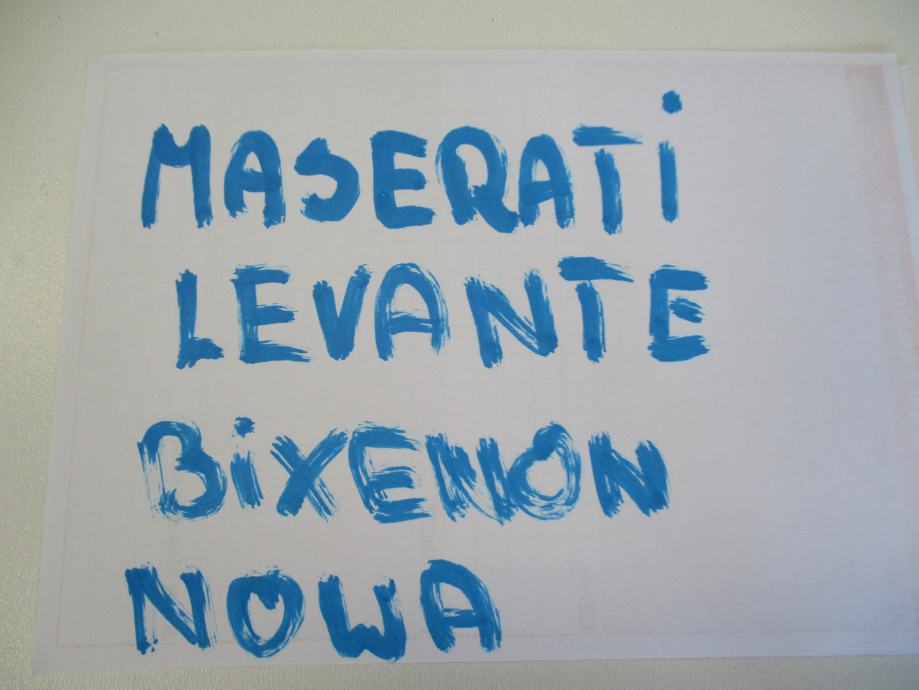 MASERATi
LEVANTE
BiXENON
NOWA